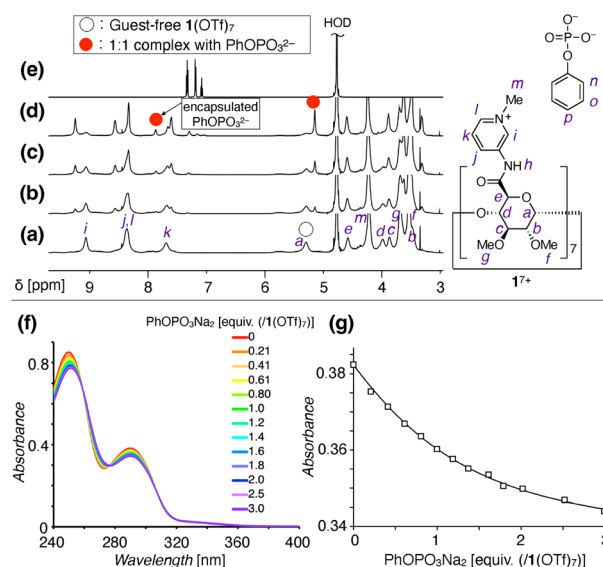 : Guest-free 1(OTf)7
: 1:1 complex with PhOPO3²⁻
HOD
(e)
encapsulated
PhOPO3²⁻
(d)
(c)
(b)
(a)
i
j,l
k
a
e
m
d
c
g
f
b
δ [ppm]
9
8
7
6
5
4
3
O⁻
O⁻
P
O
O
n
o
p
m
CH3
l
N+
k
i
j
NH
h
O
e
O
d
a
O
c
b
MeO
OMe
g
f
7
1⁷⁺
(f)
PhOPO3Na2 [equiv. (/1(OTf)7)]
0
0.21
0.41
0.61
0.80
1.0
1.2
1.4
1.6
1.8
2.0
2.5
3.0
Absorbance
0.8
0.4
0
240
280
320
360
400
Wavelength [nm]
(g)
Absorbance
0.38
0.36
0.34
0
1
2
3
PhOPO3Na2 [equiv. (/1(OTf)7)]